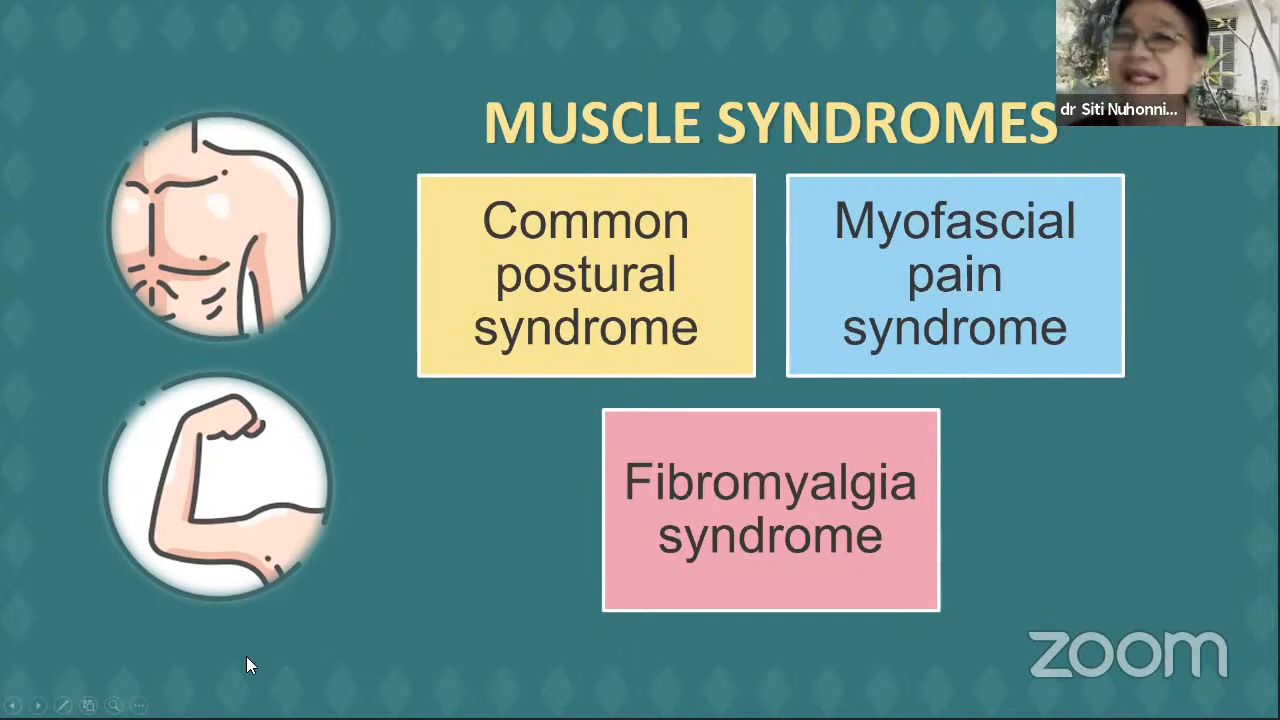 MUSCLE SYNDROMES
dr Siti Nuhonni...
Common
postural
syndrome
Myofascial
pain
syndrome
Fibromyalgia
syndrome
zoom